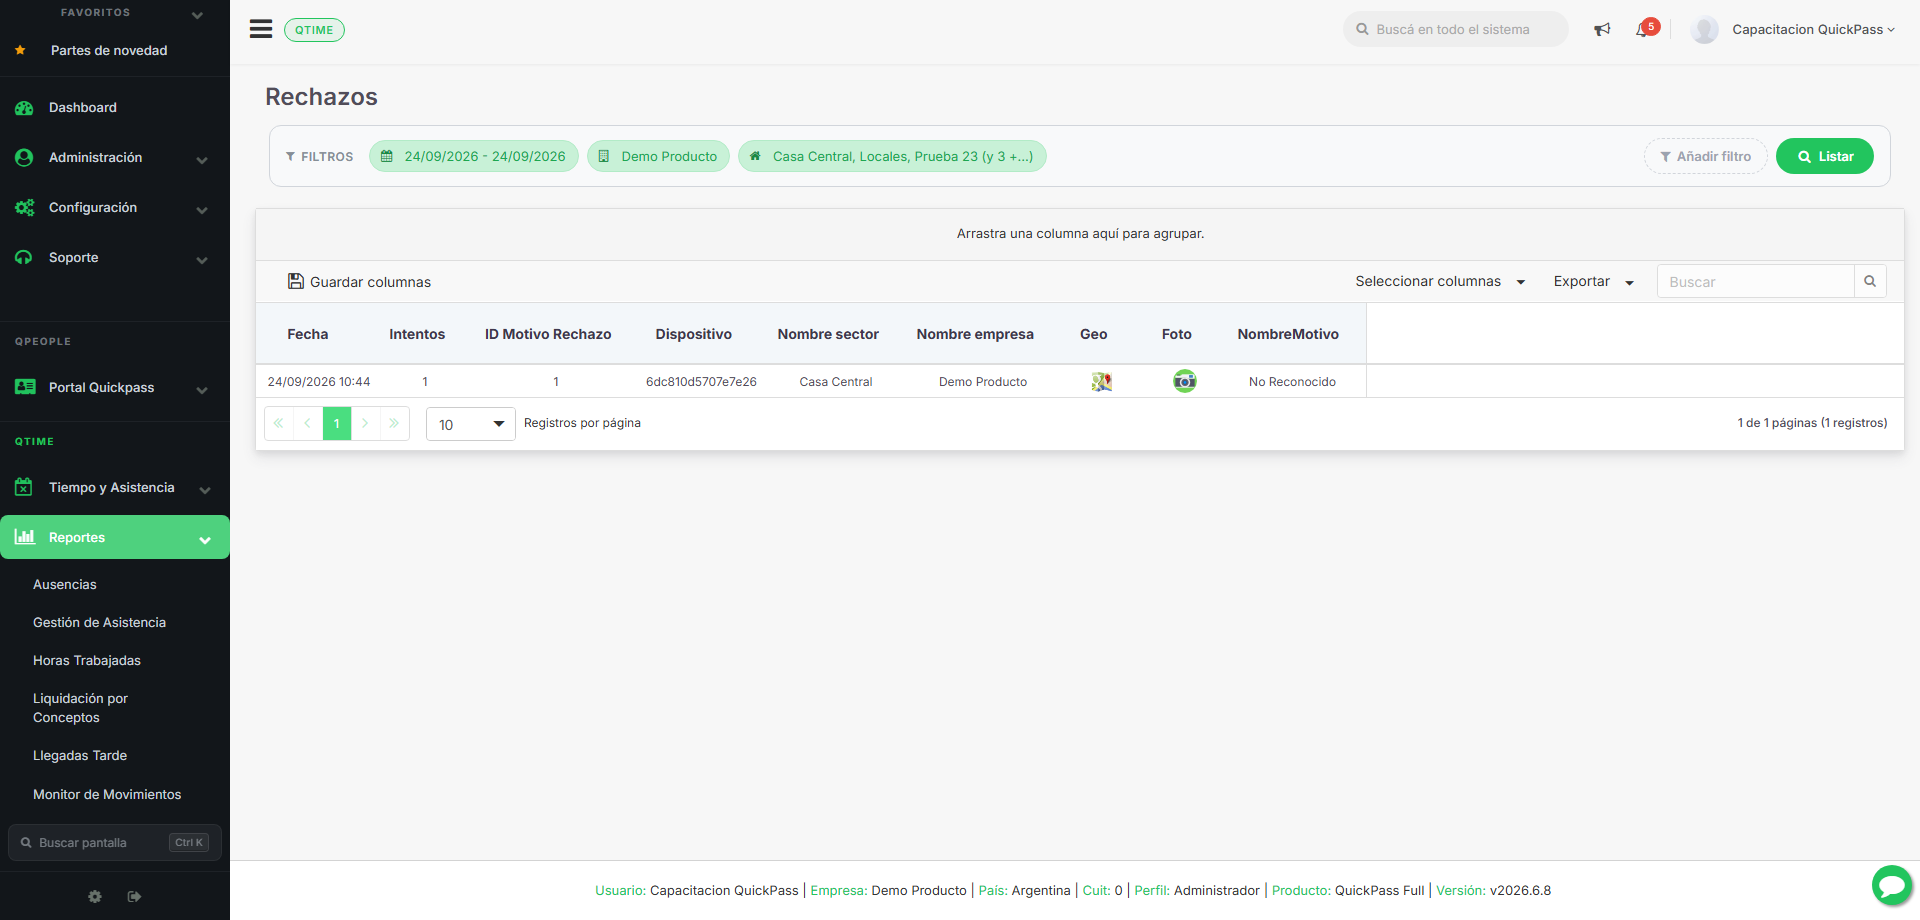 FAVORITOS
Partes de novedad
Dashboard
Administración
Configuración
Soporte
QPEOPLE
Portal Quickpass
QTIME
Tiempo y Asistencia
Reportes
Ausencias
Gestión de Asistencia
Horas Trabajadas
Liquidación por
Conceptos
Llegadas Tarde
Monitor de Movimientos
Buscar pantalla Ctrl K
QTIME
Buscá en todo el sistema
5
Capacitacion QuickPass
Rechazos
FILTROS
24/09/2026 - 24/09/2026
Demo Producto
Casa Central, Locales, Prueba 23 (y 3 +...)
Añadir filtro
Listar
Arrastra una columna aquí para agrupar.
Guardar columnas
Seleccionar columnas
Exportar
Buscar
Fecha Intentos ID Motivo Rechazo Dispositivo Nombre sector Nombre empresa Geo Foto NombreMotivo
24/09/2026 10:44 1 1 6dc810d5707e7e26 Casa Central Demo Producto No Reconocido
« ‹ 1 › » 10 Registros por página
1 de 1 páginas (1 registros)
Usuario: Capacitacion QuickPass | Empresa: Demo Producto | País: Argentina | Cuit: 0 | Perfil: Administrador | Producto: QuickPass Full | Versión: v2026.6.8